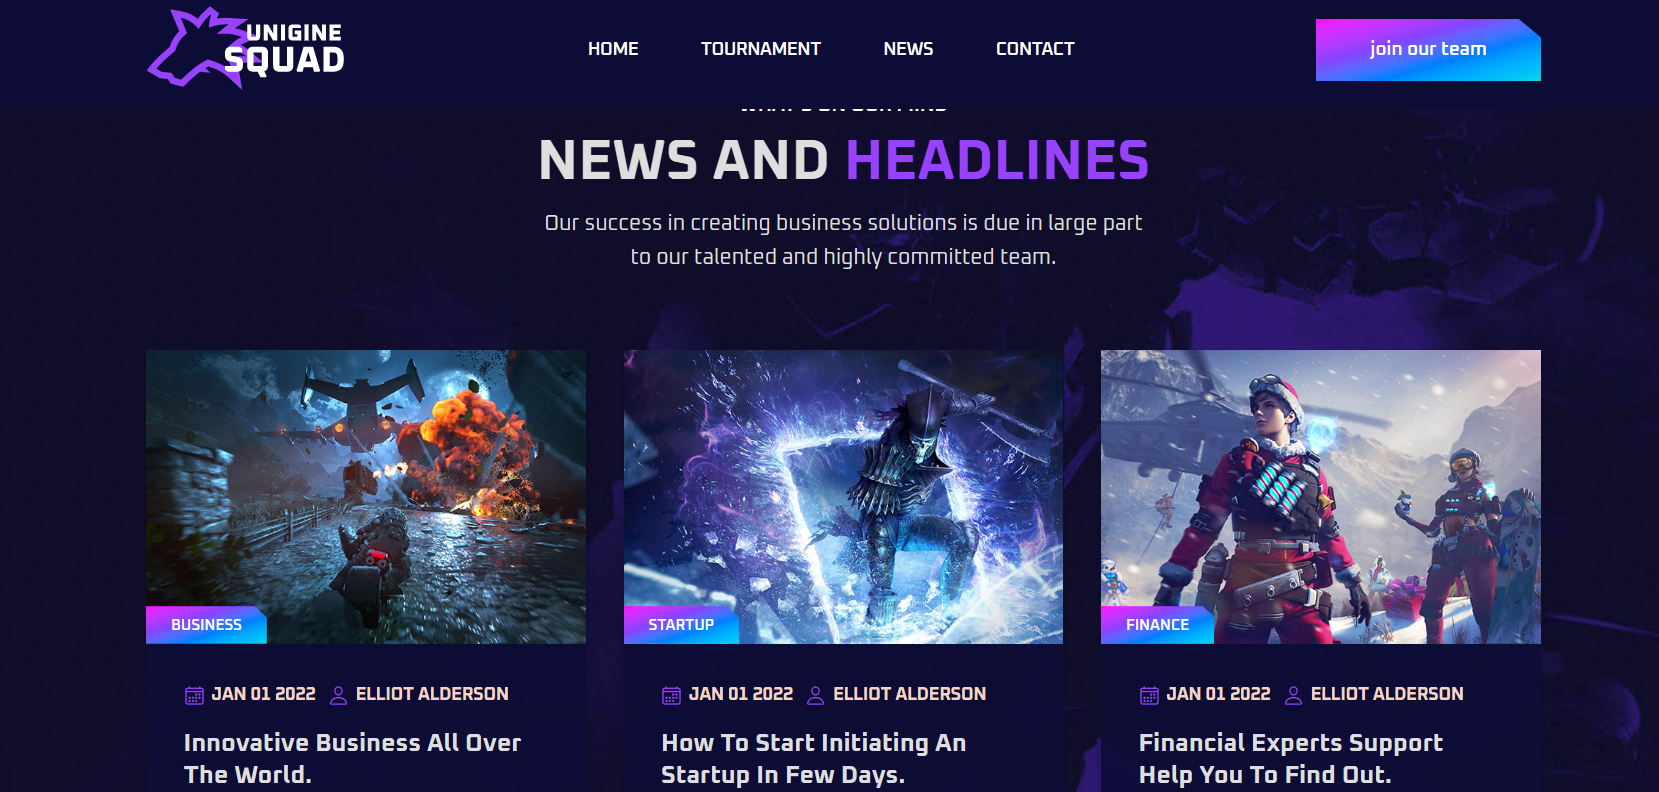 UNIGINE
SQUAD
HOME TOURNAMENT NEWS CONTACT
join our team
NEWS AND HEADLINES
Our success in creating business solutions is due in large part
to our talented and highly committed team.
BUSINESS
STARTUP
FINANCE
JAN 01 2022 ELLIOT ALDERSON
Innovative Business All Over
The World.
JAN 01 2022 ELLIOT ALDERSON
How To Start Initiating An
Startup In Few Days.
JAN 01 2022 ELLIOT ALDERSON
Financial Experts Support
Help You To Find Out.